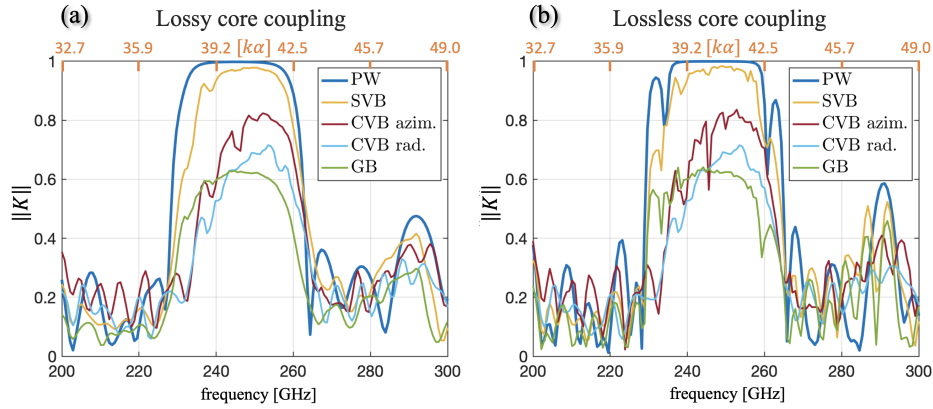 (a) Lossy core coupling
32.7 35.9 39.2 [kα] 42.5 45.7 49.0
1
0.8
0.6
0.4
0.2
0
||K||
PW
SVB
CVB azim.
CVB rad.
GB
200 220 240 260 280 300
frequency [GHz]
(b) Lossless core coupling
32.7 35.9 39.2 [kα] 42.5 45.7 49.0
1
0.8
0.6
0.4
0.2
0
||K||
PW
SVB
CVB azim.
CVB rad.
GB
200 220 240 260 280 300
frequency [GHz]